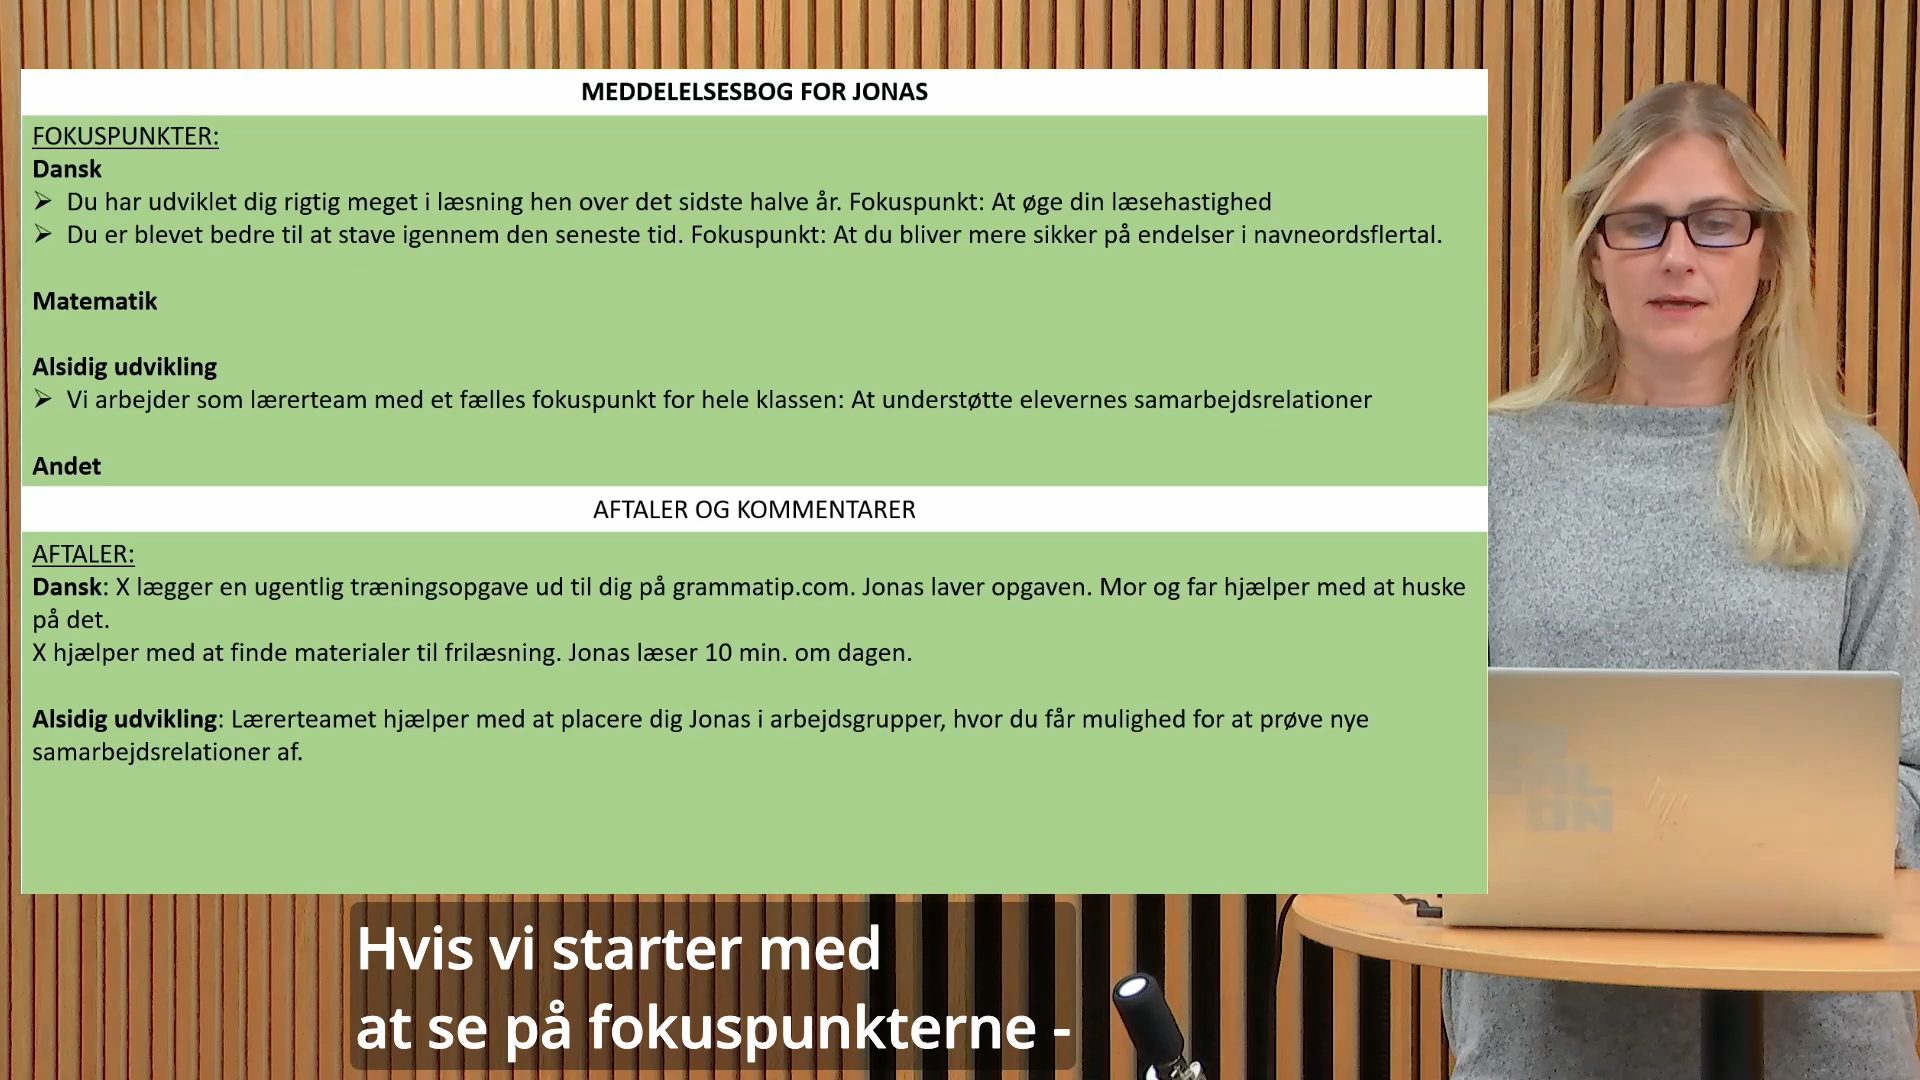 MEDDELELSESBOG FOR JONAS
FOKUSPUNKTER:
Dansk
➢ Du har udviklet dig rigtig meget i læsning hen over det sidste halve år. Fokuspunkt: At øge din læsehastighed
➢ Du er blevet bedre til at stave igennem den seneste tid. Fokuspunkt: At du bliver mere sikker på endelser i navneordsflertal.
Matematik
Alsidig udvikling
➢ Vi arbejder som lærerteam med et fælles fokuspunkt for hele klassen: At understøtte elevernes samarbejdsrelationer
Andet
AFTALER OG KOMMENTARER
AFTALER:
Dansk: X lægger en ugentlig træningsopgave ud til dig på grammatip.com. Jonas laver opgaven. Mor og far hjælper med at huske
på det.
X hjælper med at finde materialer til frilæsning. Jonas læser 10 min. om dagen.
Alsidig udvikling: Lærerteamet hjælper med at placere dig Jonas i arbejdsgrupper, hvor du får mulighed for at prøve nye
samarbejdsrelationer af.
hp
Hvis vi starter med
at se på fokuspunkterne -